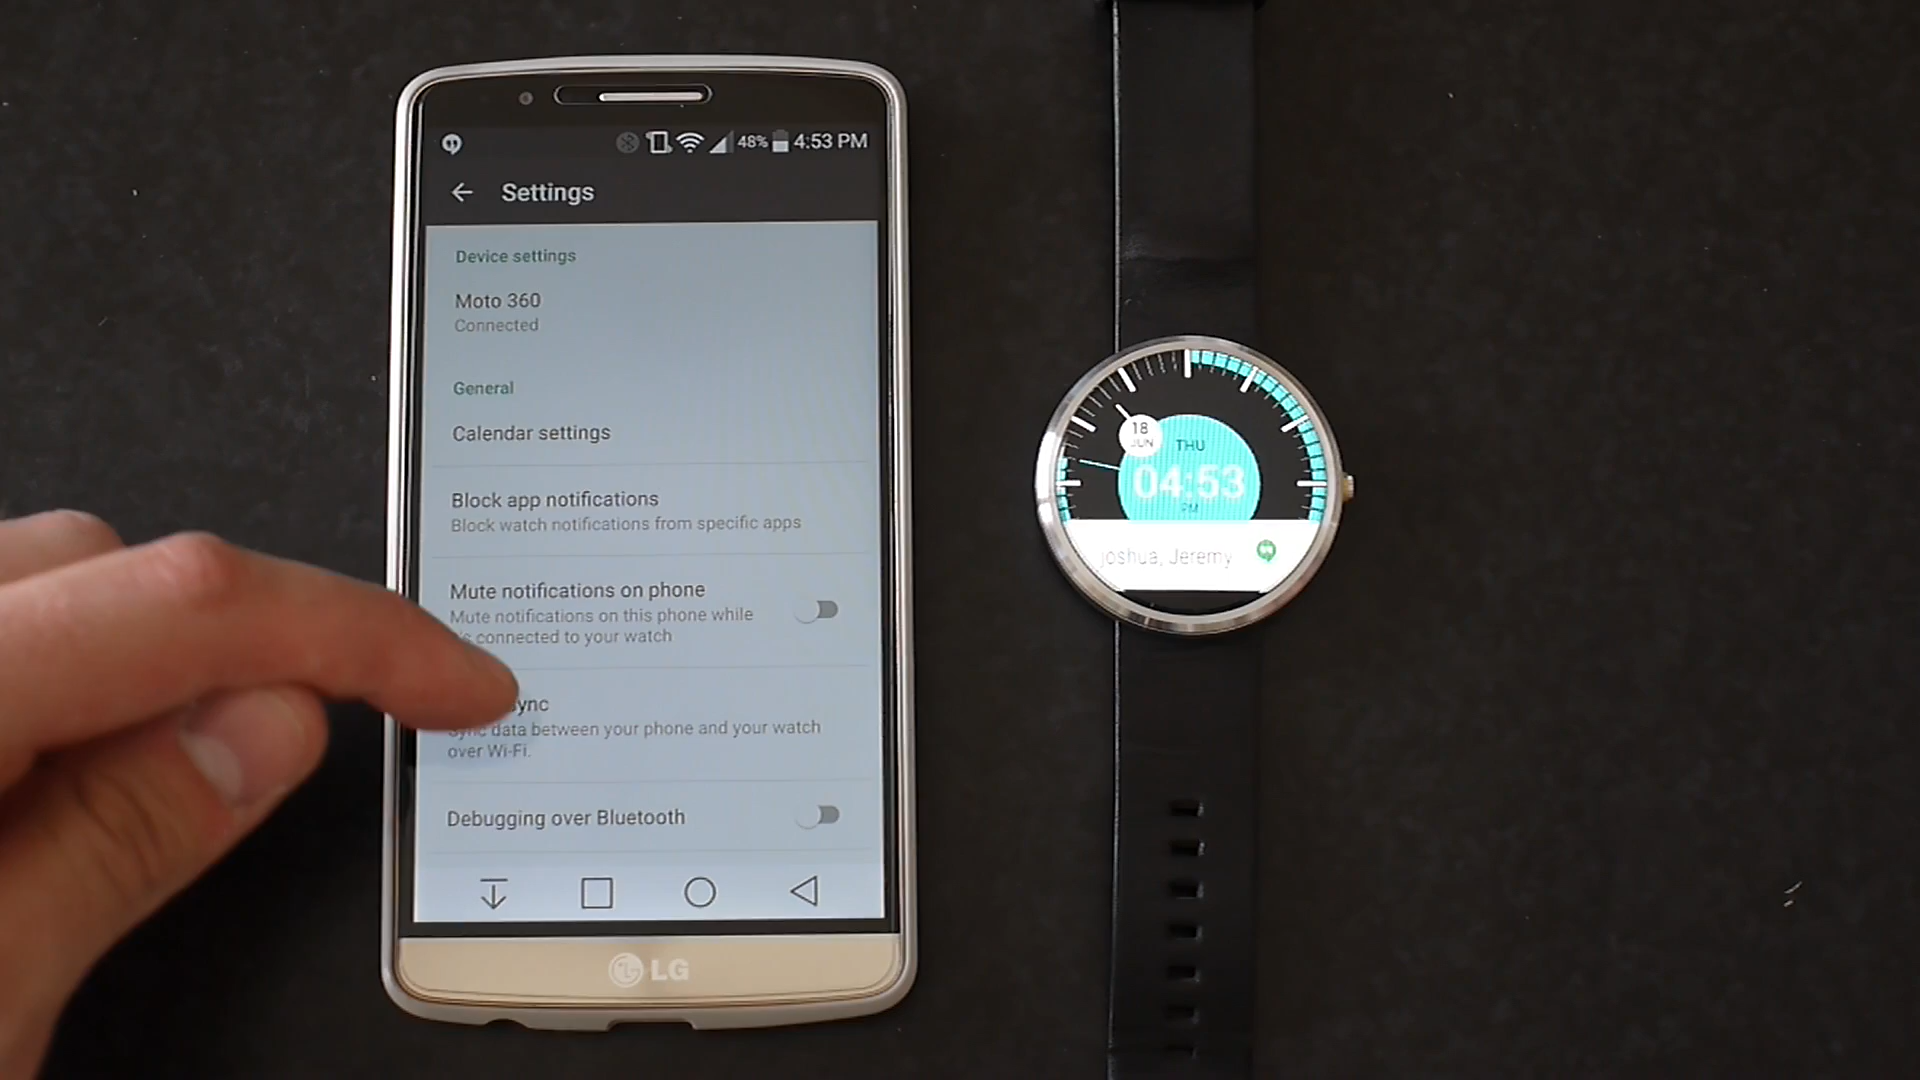 48% 4:53 PM
Settings
Device settings
Moto 360
Connected
General
Calendar settings
Block app notifications
Block watch notifications from specific apps
Mute notifications on phone
Mute notifications on this phone while
connected to your watch
data between your phone and your watch
over Wi-Fi.
Debugging over Bluetooth
LG
18
JUN
THU
04:53
PM
joshua, Jeremy